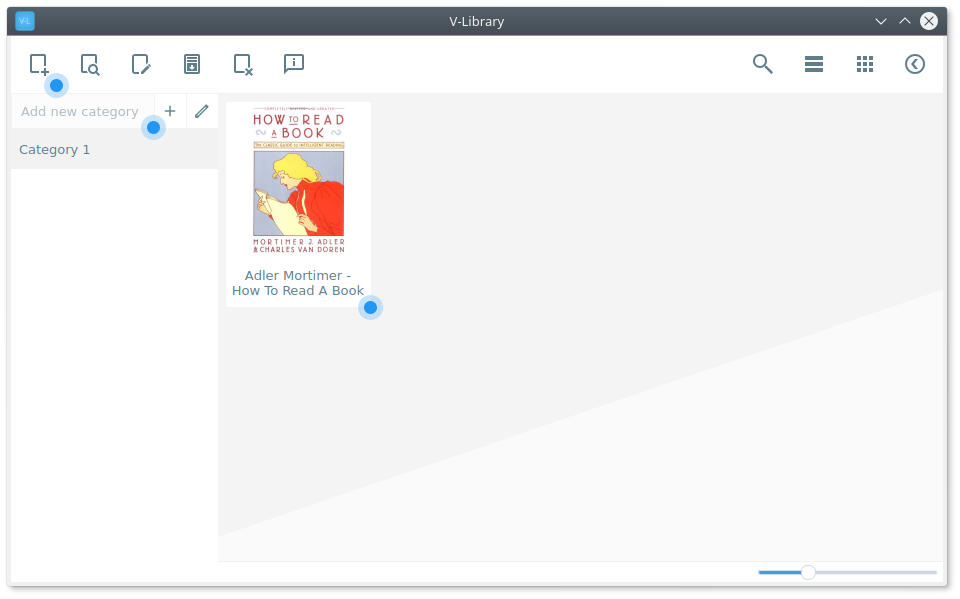 V-L
V-Library
Add new category
Category 1
COMPLETELY REVISED AND UPDATED
HOW TO READ
A BOOK
THE CLASSIC GUIDE TO INTELLIGENT READING
MORTIMER J. ADLER
& CHARLES VAN DOREN
Adler Mortimer -
How To Read A Book